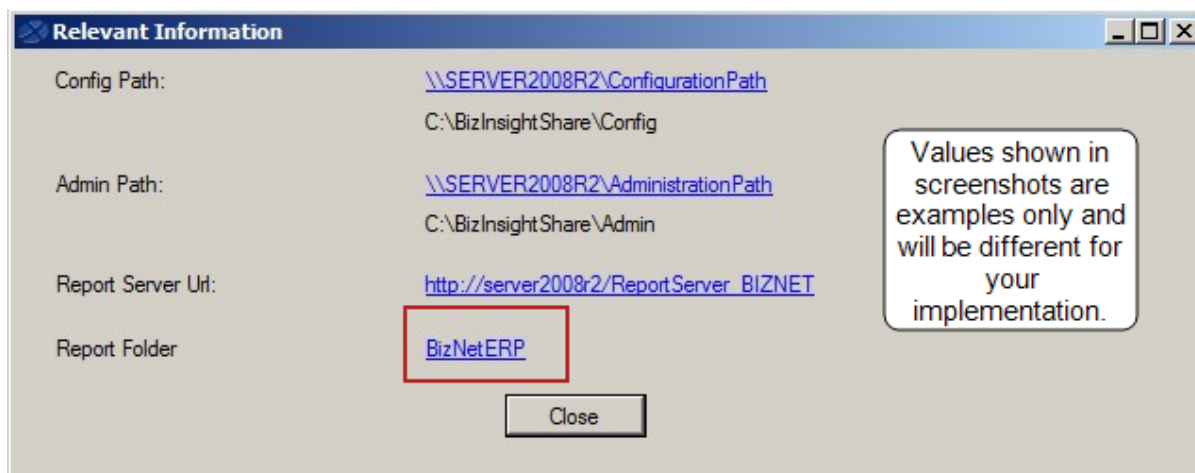 Relevant Information
Config Path:
\\SERVER2008R2\ConfigurationPath
C:\BizInsightShare\Config
Admin Path:
\\SERVER2008R2\AdministrationPath
C:\BizInsightShare\Admin
Report Server Url:
http://server2008r2/ReportServer_BIZNET
Report Folder
BizNetERP
Close
Values shown in
screenshots are
examples only and
will be different for
your
implementation.